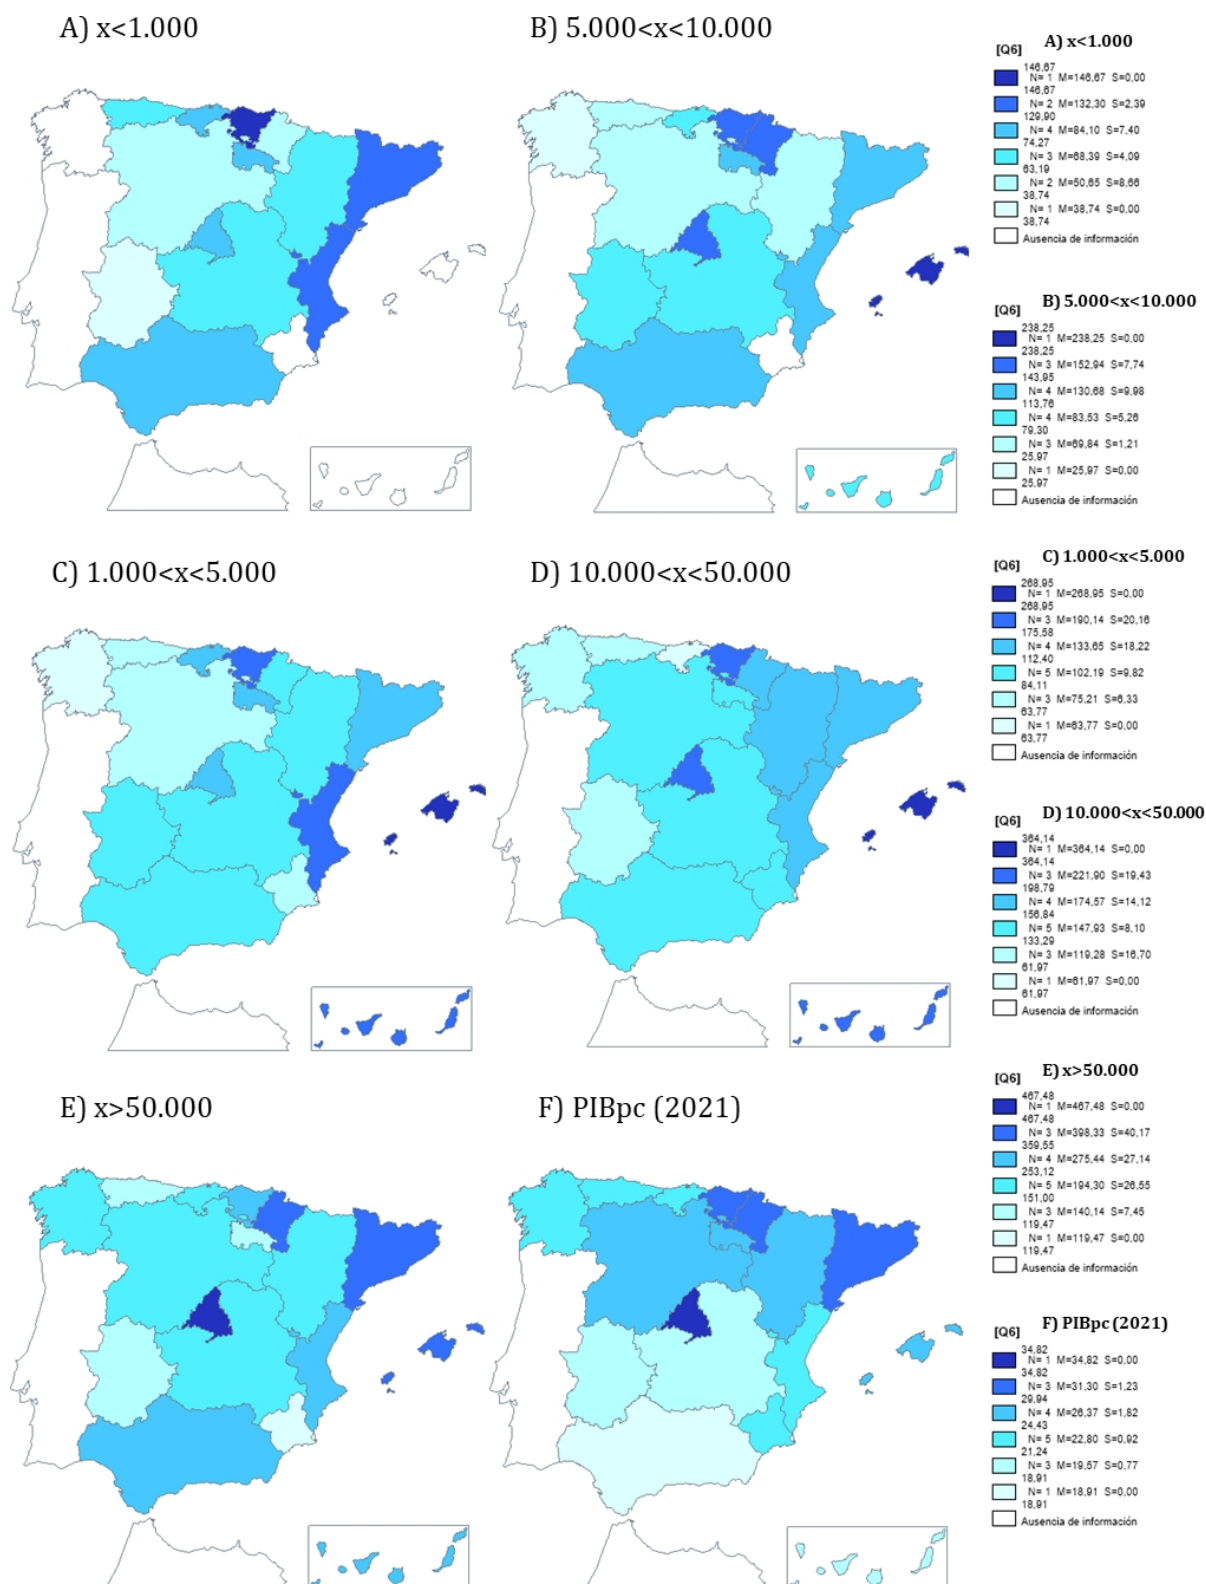 A) x<1.000
B) 5.000<x<10.000
[Q6] A) x<1.000
146,67
N= 1 M=146,67 S=0,00
146,67
N= 2 M=132,30 S=2,39
129,90
N= 4 M=84,10 S=7,40
74,27
N= 3 M=68,39 S=4,09
63,19
N= 2 M=50,65 S=8,66
38,74
N= 1 M=38,74 S=0,00
38,74
Ausencia de información
[Q6] B) 5.000<x<10.000
238,25
N= 1 M=238,25 S=0,00
238,25
N= 3 M=152,94 S=7,74
143,95
N= 4 M=130,68 S=9,98
113,76
N= 4 M=83,53 S=5,26
79,30
N= 3 M=69,84 S=1,21
25,97
N= 1 M=25,97 S=0,00
25,97
Ausencia de información
C) 1.000<x<5.000
D) 10.000<x<50.000
[Q6] C) 1.000<x<5.000
268,95
N= 1 M=268,95 S=0,00
268,95
N= 3 M=190,14 S=20,16
175,58
N= 4 M=133,65 S=18,22
112,40
N= 5 M=102,19 S=9,82
84,11
N= 3 M=75,21 S=6,33
63,77
N= 1 M=63,77 S=0,00
63,77
Ausencia de información
[Q6] D) 10.000<x<50.000
364,14
N= 1 M=364,14 S=0,00
364,14
N= 3 M=221,90 S=19,43
198,79
N= 4 M=174,57 S=14,12
156,84
N= 5 M=147,93 S=8,10
133,29
N= 3 M=119,28 S=16,70
61,97
N= 1 M=61,97 S=0,00
61,97
Ausencia de información
E) x>50.000
F) PIBpc (2021)
[Q6] E) x>50.000
467,48
N= 1 M=467,48 S=0,00
467,48
N= 3 M=398,33 S=40,17
359,55
N= 4 M=275,44 S=27,14
253,12
N= 5 M=194,30 S=26,55
151,00
N= 3 M=140,14 S=7,45
119,47
N= 1 M=119,47 S=0,00
119,47
Ausencia de información
[Q6] F) PIBpc (2021)
34,82
N= 1 M=34,82 S=0,00
34,82
N= 3 M=31,30 S=1,23
29,94
N= 4 M=26,37 S=1,82
24,43
N= 5 M=22,80 S=0,92
21,24
N= 3 M=19,57 S=0,77
18,91
N= 1 M=18,91 S=0,00
18,91
Ausencia de información